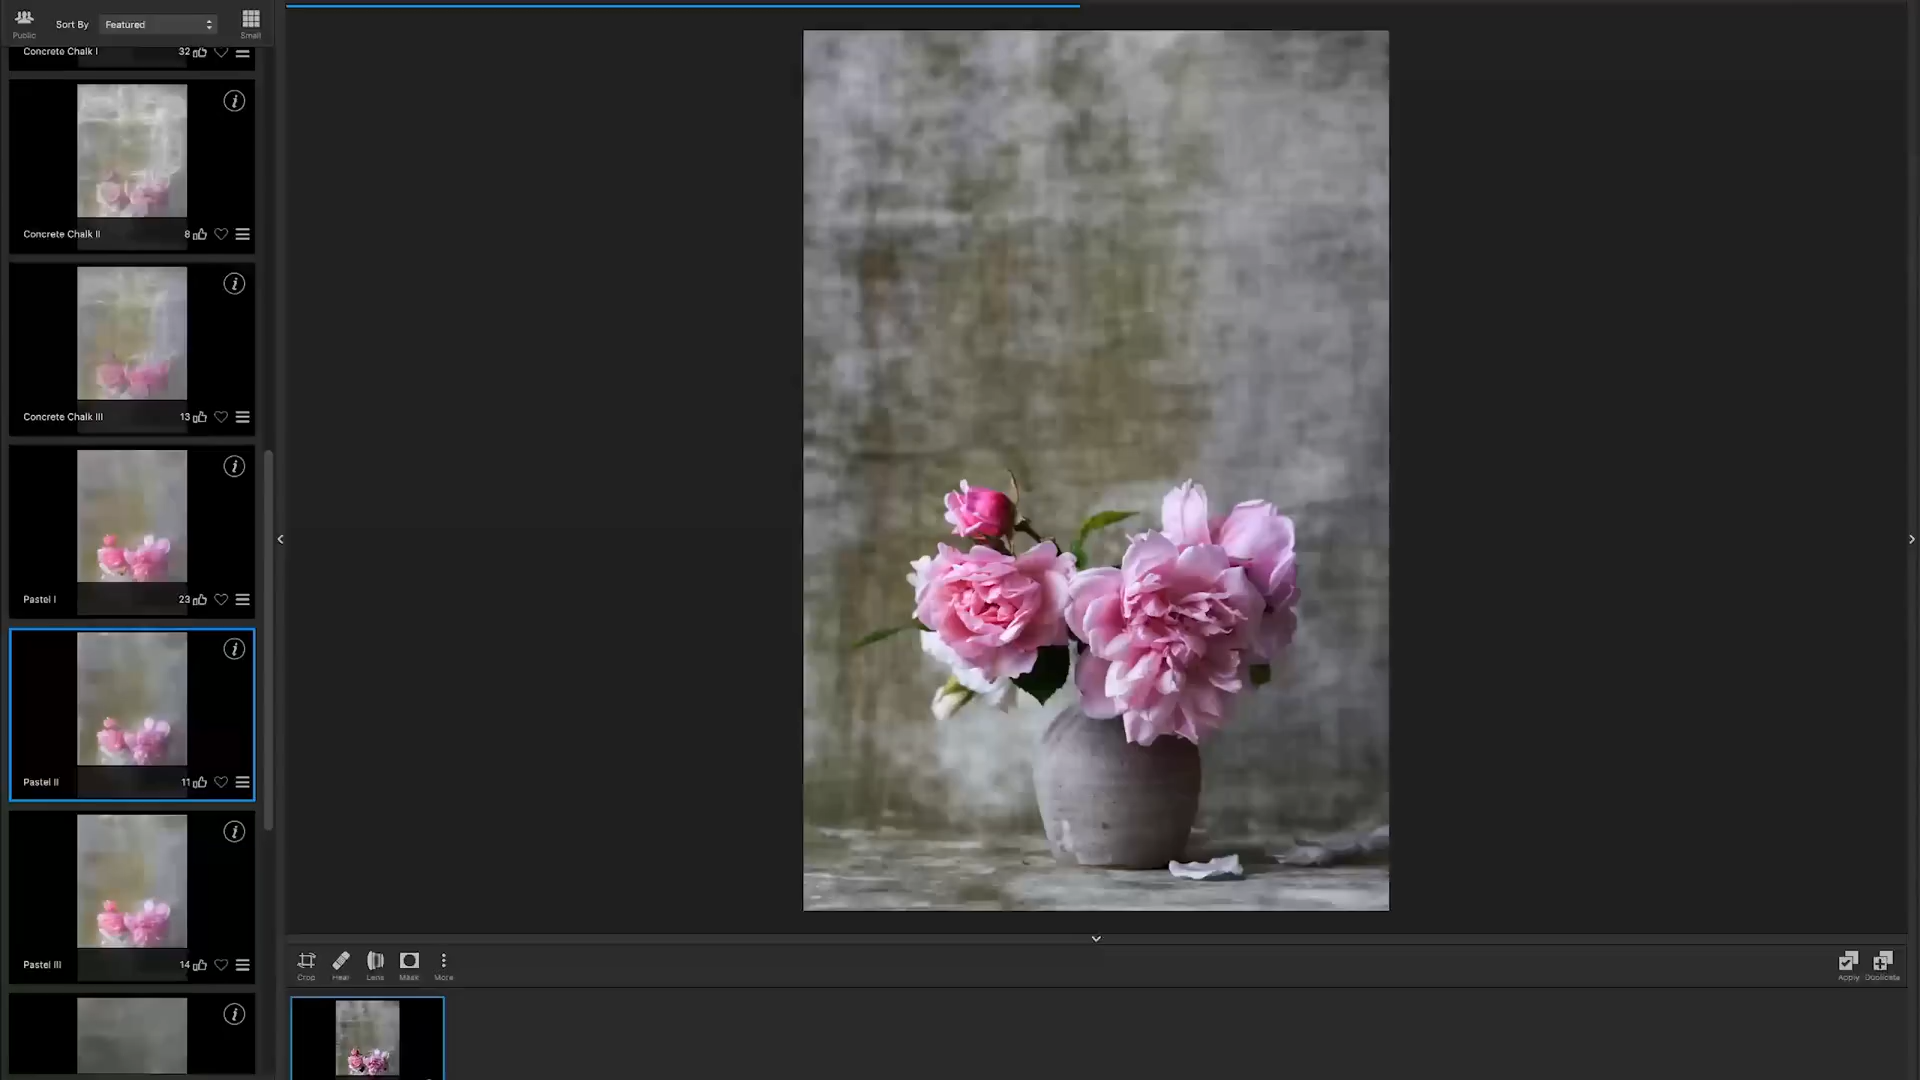 Public
Sort By
Featured
Small
Concrete Chalk I
32
Concrete Chalk II
8
Concrete Chalk III
13
Pastel I
23
Pastel II
11
Pastel III
14
Crop
Heal
Lens
Mask
More
Apply
Duplicate